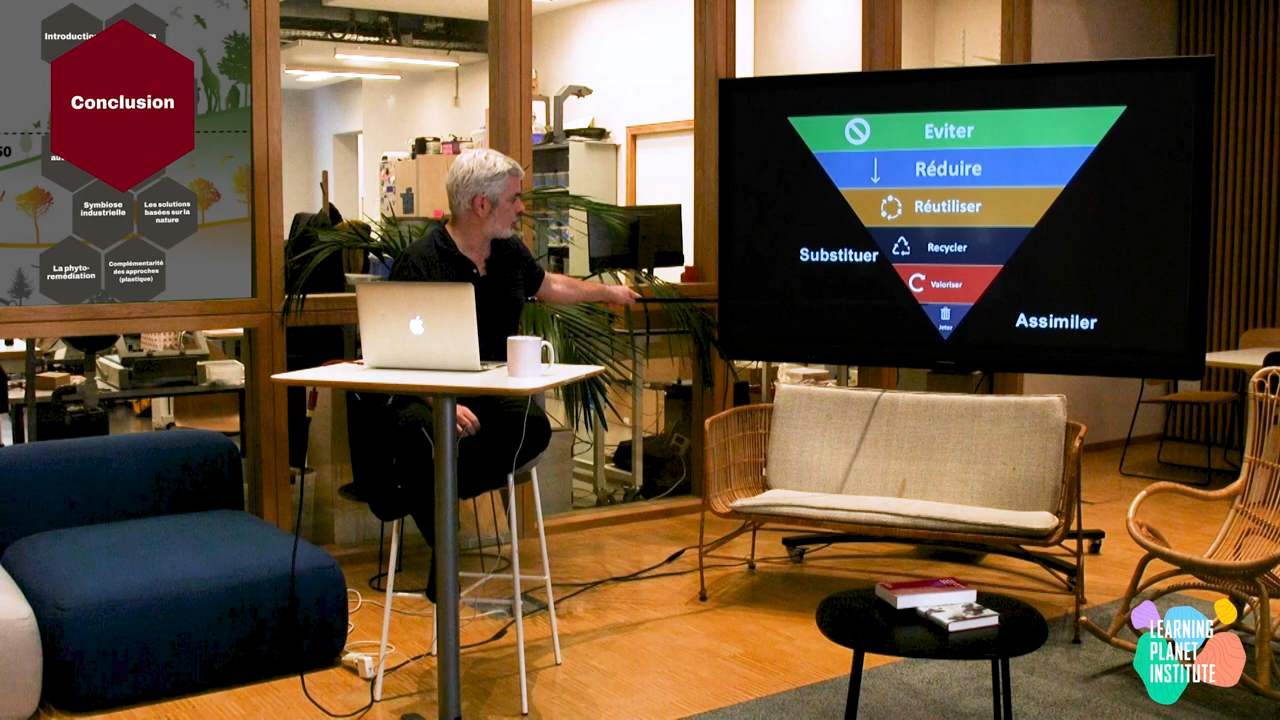 Introduction
Conclusion
50
Symbiose
industrielle
Les solutions
basées sur la
nature
La phyto-
remédiation
Complémentarité
des approches
(plastique)
Eviter
Réduire
Réutiliser
Substituer
Recycler
Valoriser
Jeter
Assimiler
LEARNING
PLANET
INSTITUTE